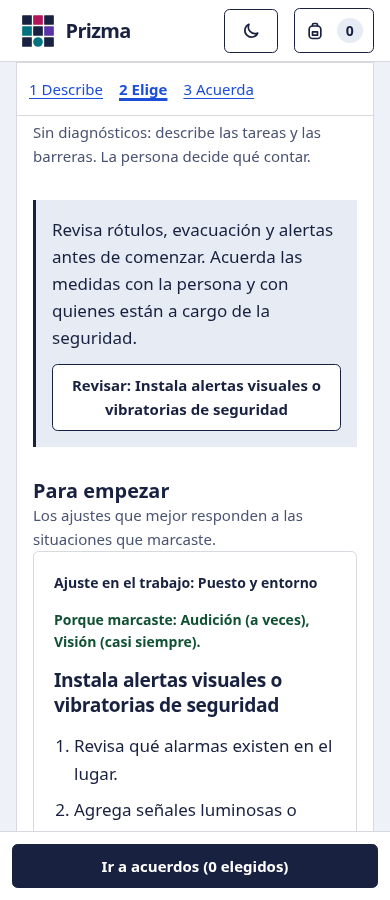 Prizma
0
1 Describe 2 Elige 3 Acuerda
Sin diagnósticos: describe las tareas y las
barreras. La persona decide qué contar.
Revisa rótulos, evacuación y alertas
antes de comenzar. Acuerda las
medidas con la persona y con
quienes están a cargo de la
seguridad.
Revisar: Instala alertas visuales o
vibratorias de seguridad
Para empezar
Los ajustes que mejor responden a las
situaciones que marcaste.
Ajuste en el trabajo: Puesto y entorno
Porque marcaste: Audición (a veces),
Visión (casi siempre).
Instala alertas visuales o
vibratorias de seguridad
1. Revisa qué alarmas existen en el
lugar.
2. Agrega señales luminosas o
Ir a acuerdos (0 elegidos)